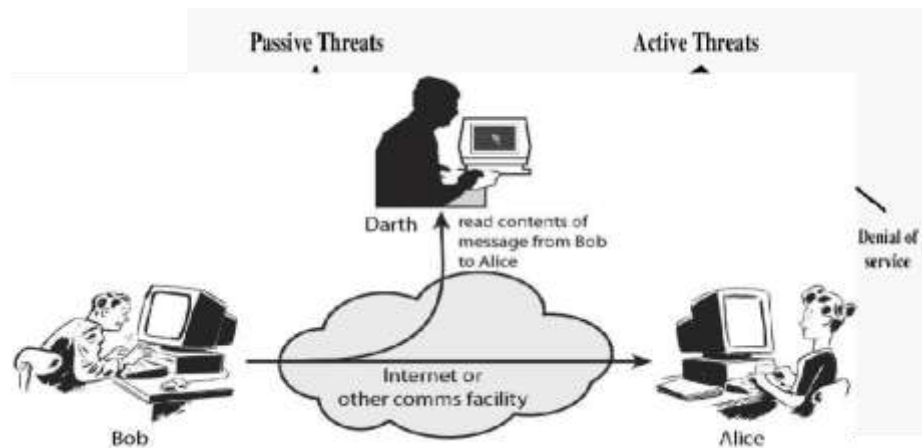 Passive Threats
Active Threats
Darth
read contents of
message from Bob
to Alice
Denial of
service
Internet or
other comms facility
Bob
Alice